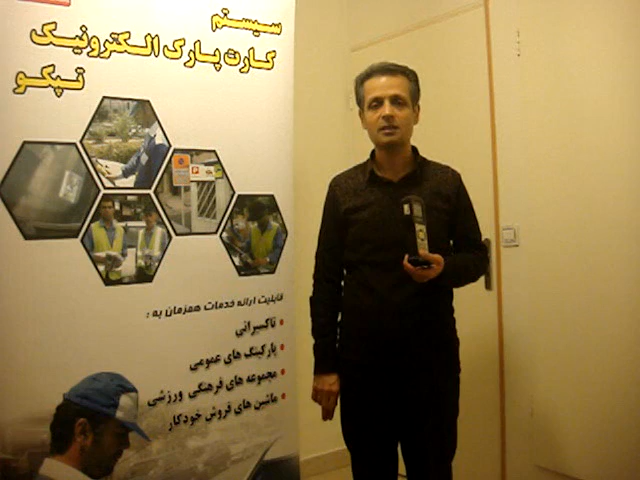 سیستم
کارت پارک الکترونیک
تپکو
قابلیت ارائه خدمات همزمان به :
• تاکسیرانی
• پارکینگ های عمومی
• مجموعه های فرهنگی ورزشی
• ماشین های فروش خودکار